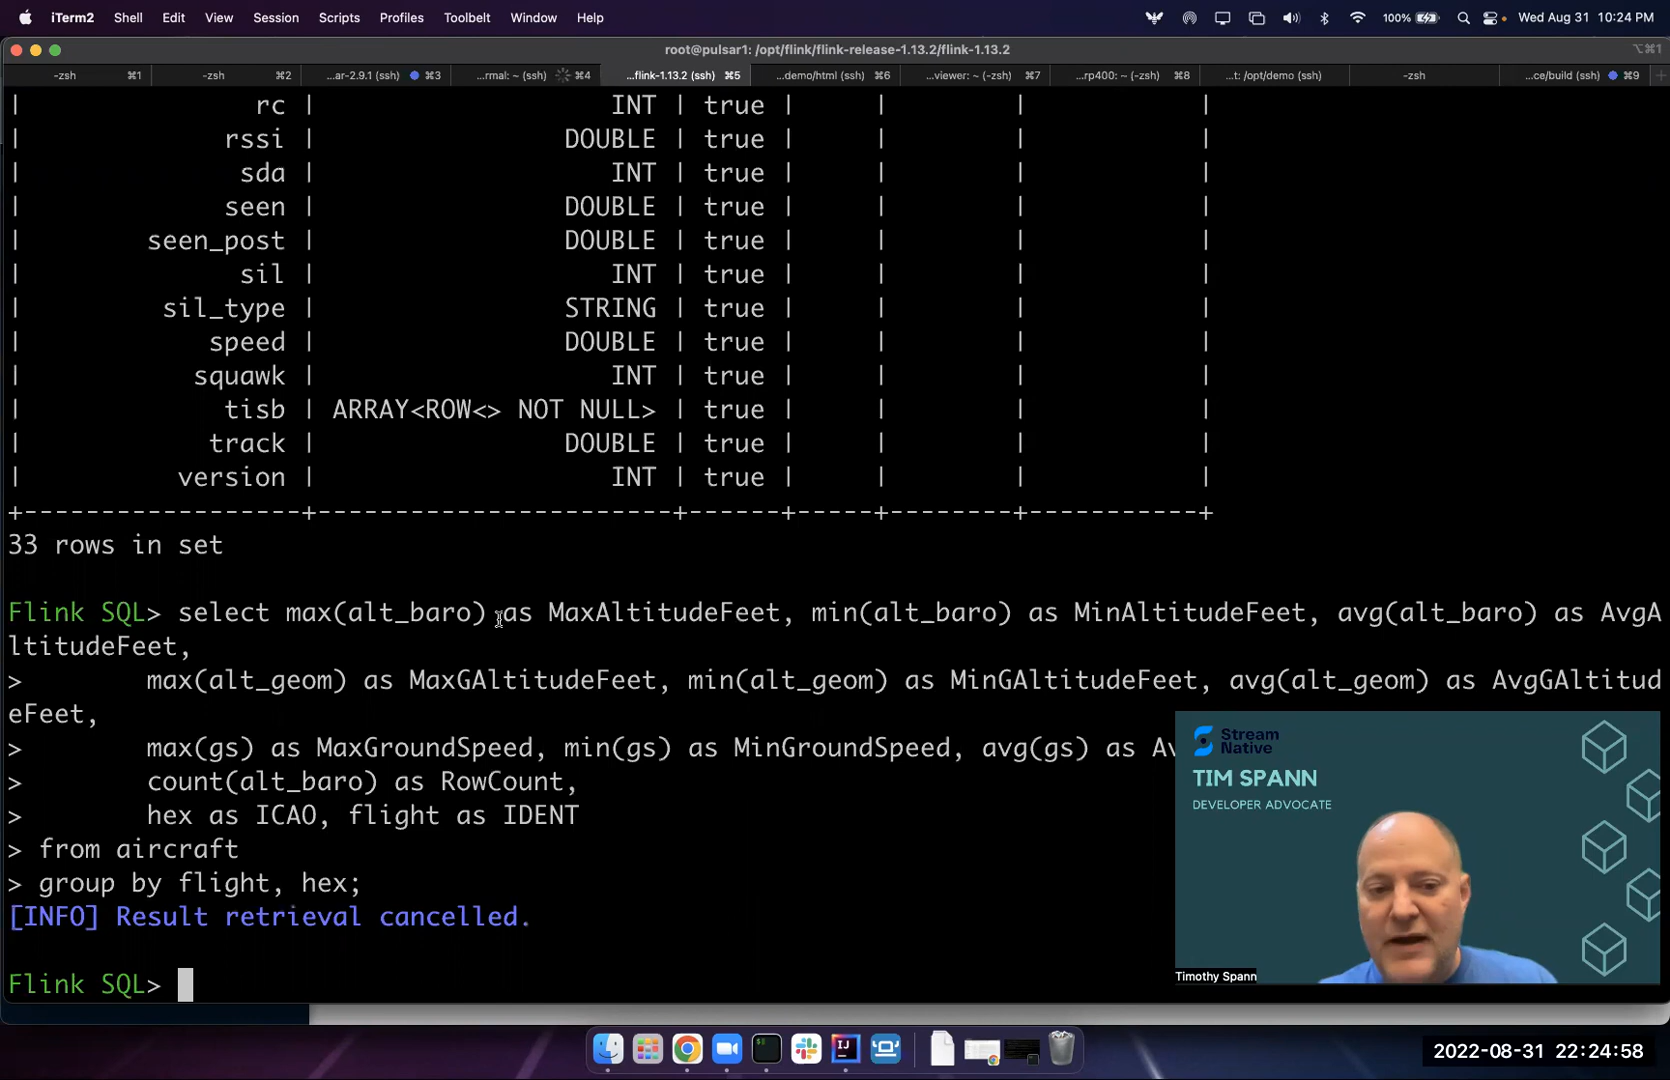 iTerm2 Shell Edit View Session Scripts Profiles Toolbelt Window Help 100% Wed Aug 31 10:24 PM
root@pulsar1: /opt/flink/flink-release-1.13.2/flink-1.13.2 ⌥⌘1
-zsh ⌘1 -zsh ⌘2 ...ar-2.9.1 (ssh) ⌘3 ...rmal: ~ (ssh) ⌘4 ...flink-1.13.2 (ssh) ⌘5 ...demo/html (ssh) ⌘6 ...viewer: ~ (-zsh) ⌘7 ...rp400: ~ (-zsh) ⌘8 ...t: /opt/demo (ssh) -zsh ...ce/build (ssh) ⌘9
| rc | INT | true | | | |
| rssi | DOUBLE | true | | | |
| sda | INT | true | | | |
| seen | DOUBLE | true | | | |
| seen_post | DOUBLE | true | | | |
| sil | INT | true | | | |
| sil_type | STRING | true | | | |
| speed | DOUBLE | true | | | |
| squawk | INT | true | | | |
| tisb | ARRAY<ROW<> NOT NULL> | true | | | |
| track | DOUBLE | true | | | |
| version | INT | true | | | |
+------------------+-----------------------+------+-----+--------+-----------+
33 rows in set
Flink SQL> select max(alt_baro) as MaxAltitudeFeet, min(alt_baro) as MinAltitudeFeet, avg(alt_baro) as AvgA
ltitudeFeet,
> max(alt_geom) as MaxGAltitudeFeet, min(alt_geom) as MinGAltitudeFeet, avg(alt_geom) as AvgGAltitud
eFeet,
> max(gs) as MaxGroundSpeed, min(gs) as MinGroundSpeed, avg(gs) as Av
> count(alt_baro) as RowCount,
> hex as ICAO, flight as IDENT
> from aircraft
> group by flight, hex;
[INFO] Result retrieval cancelled.
Flink SQL>
Stream
Native
TIM SPANN
DEVELOPER ADVOCATE
Timothy Spann
IJ
2022-08-31 22:24:58